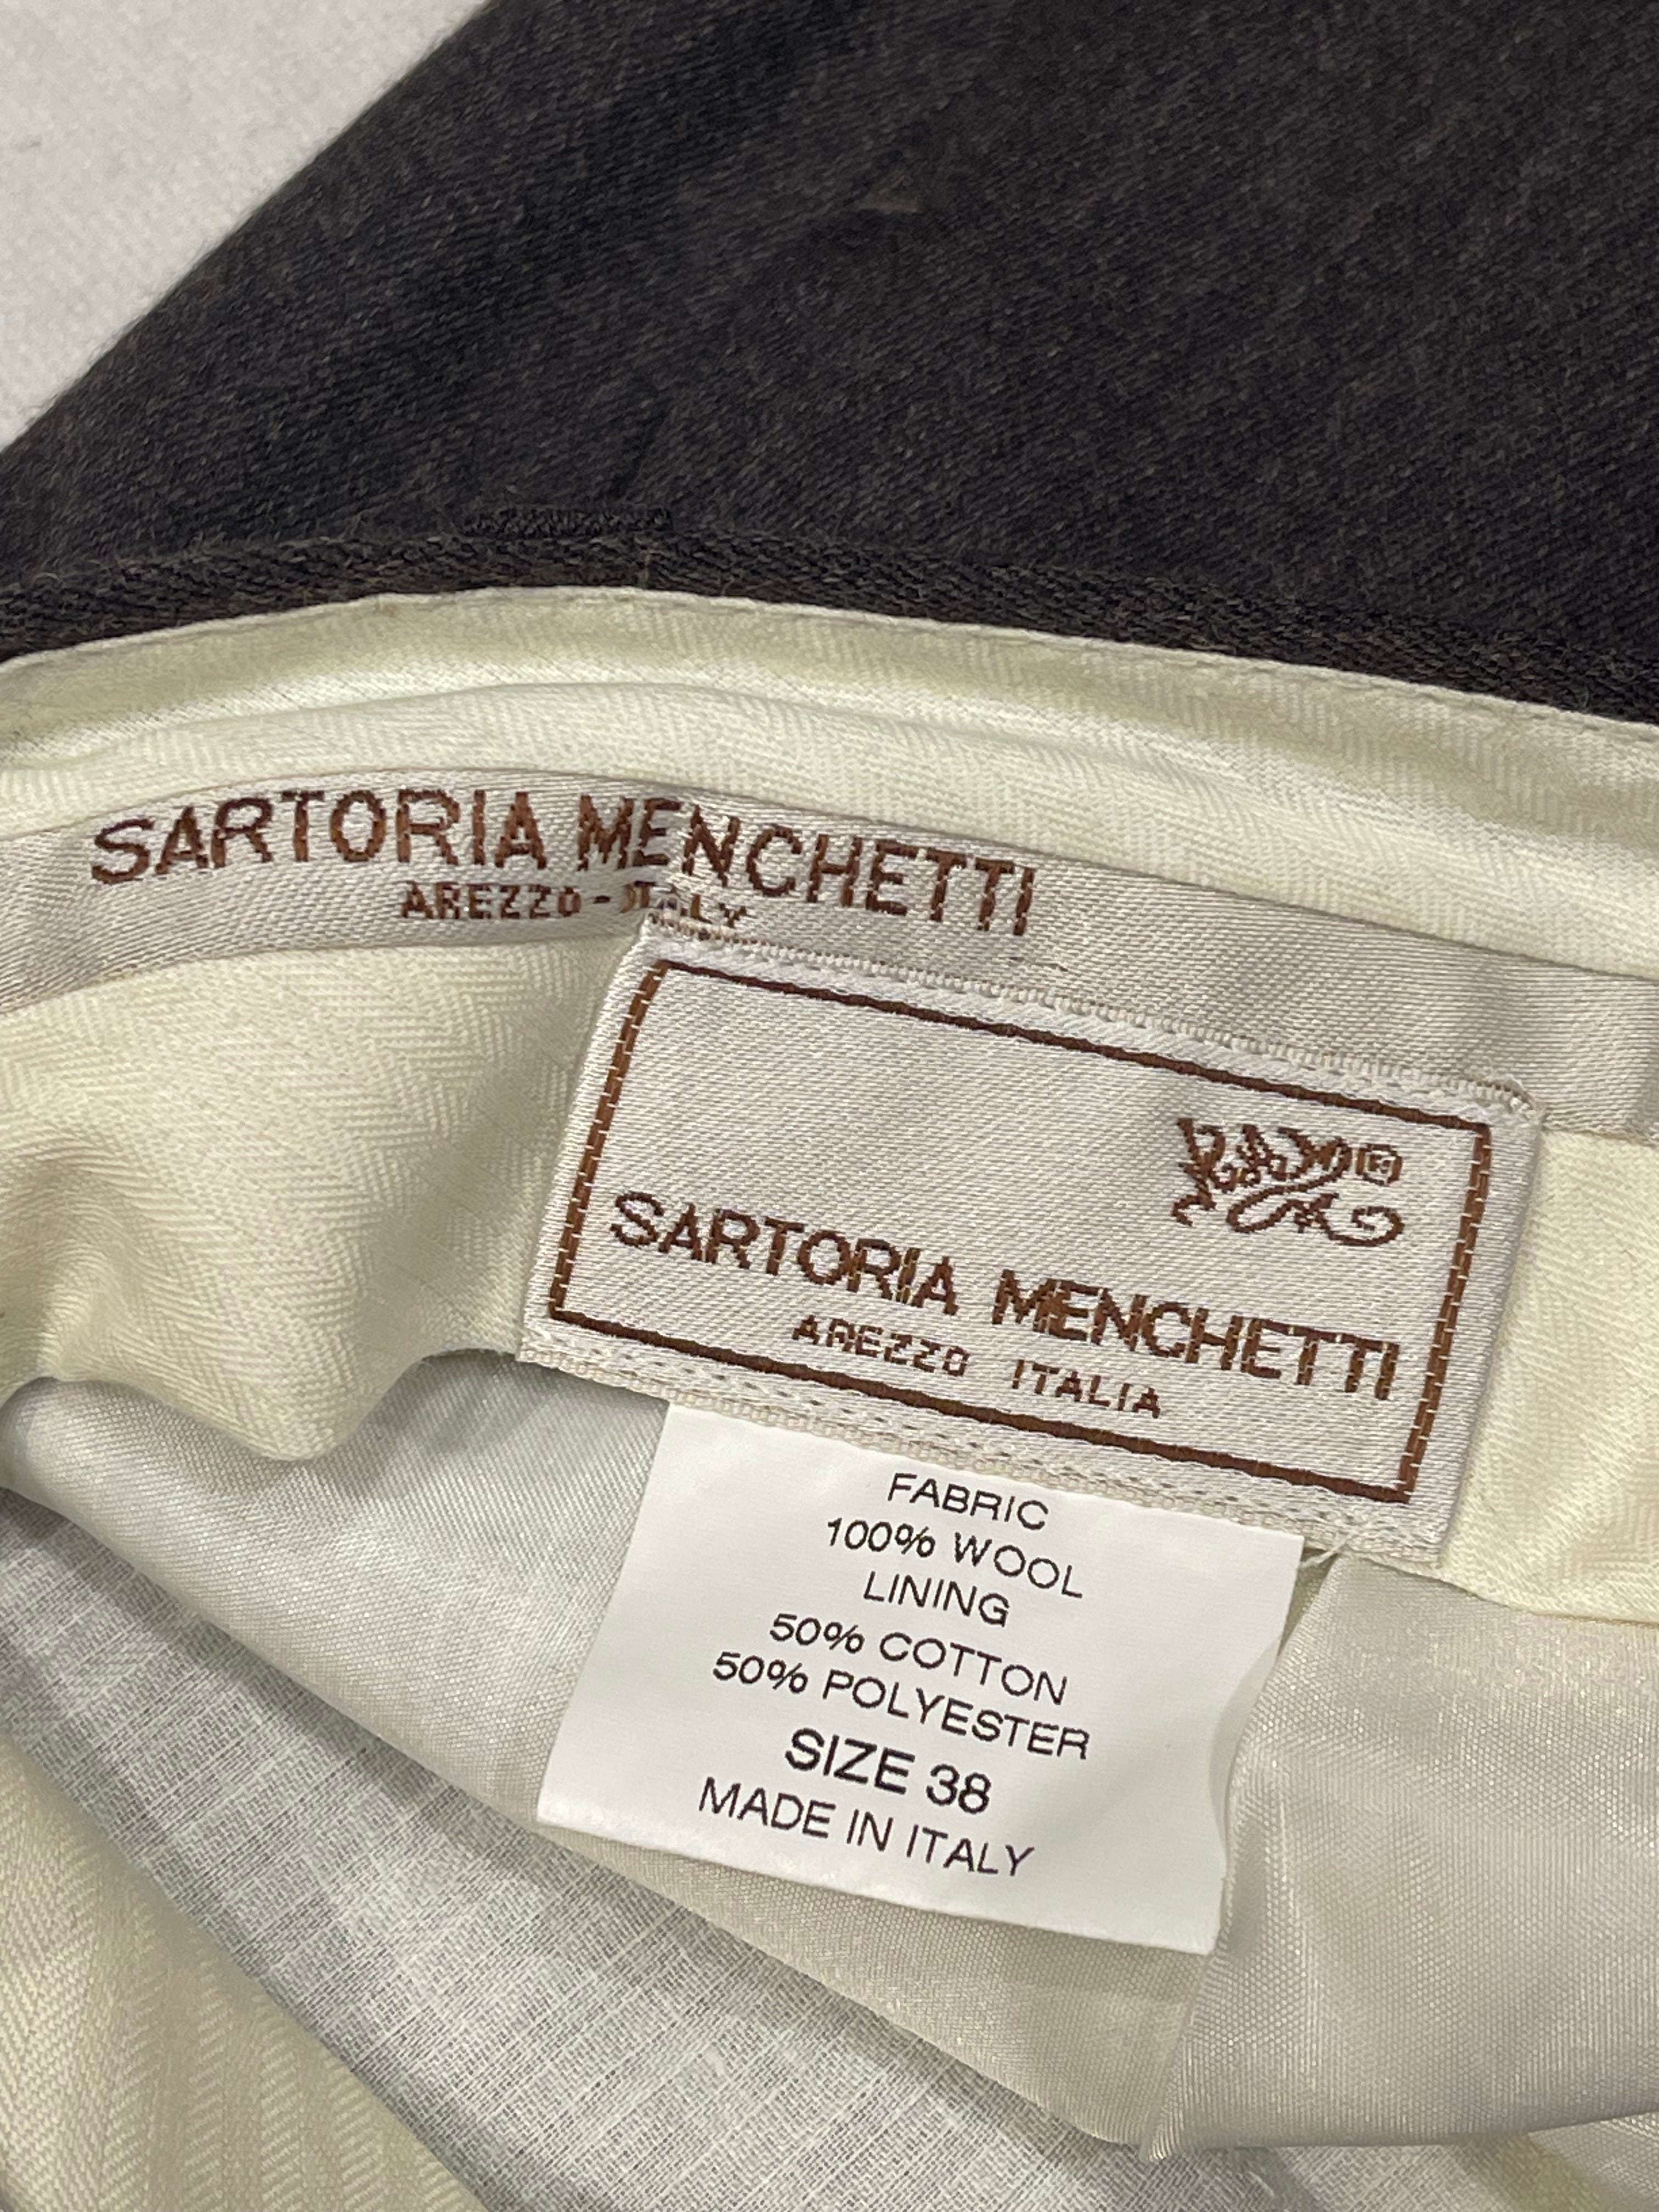 SARTORIA MENCHETTI
AREZZO - ITALY
SARTORIA MENCHETTI
AREZZO ITALIA
FABRIC
100% WOOL
LINING
50% COTTON
50% POLYESTER
SIZE 38
MADE IN ITALY